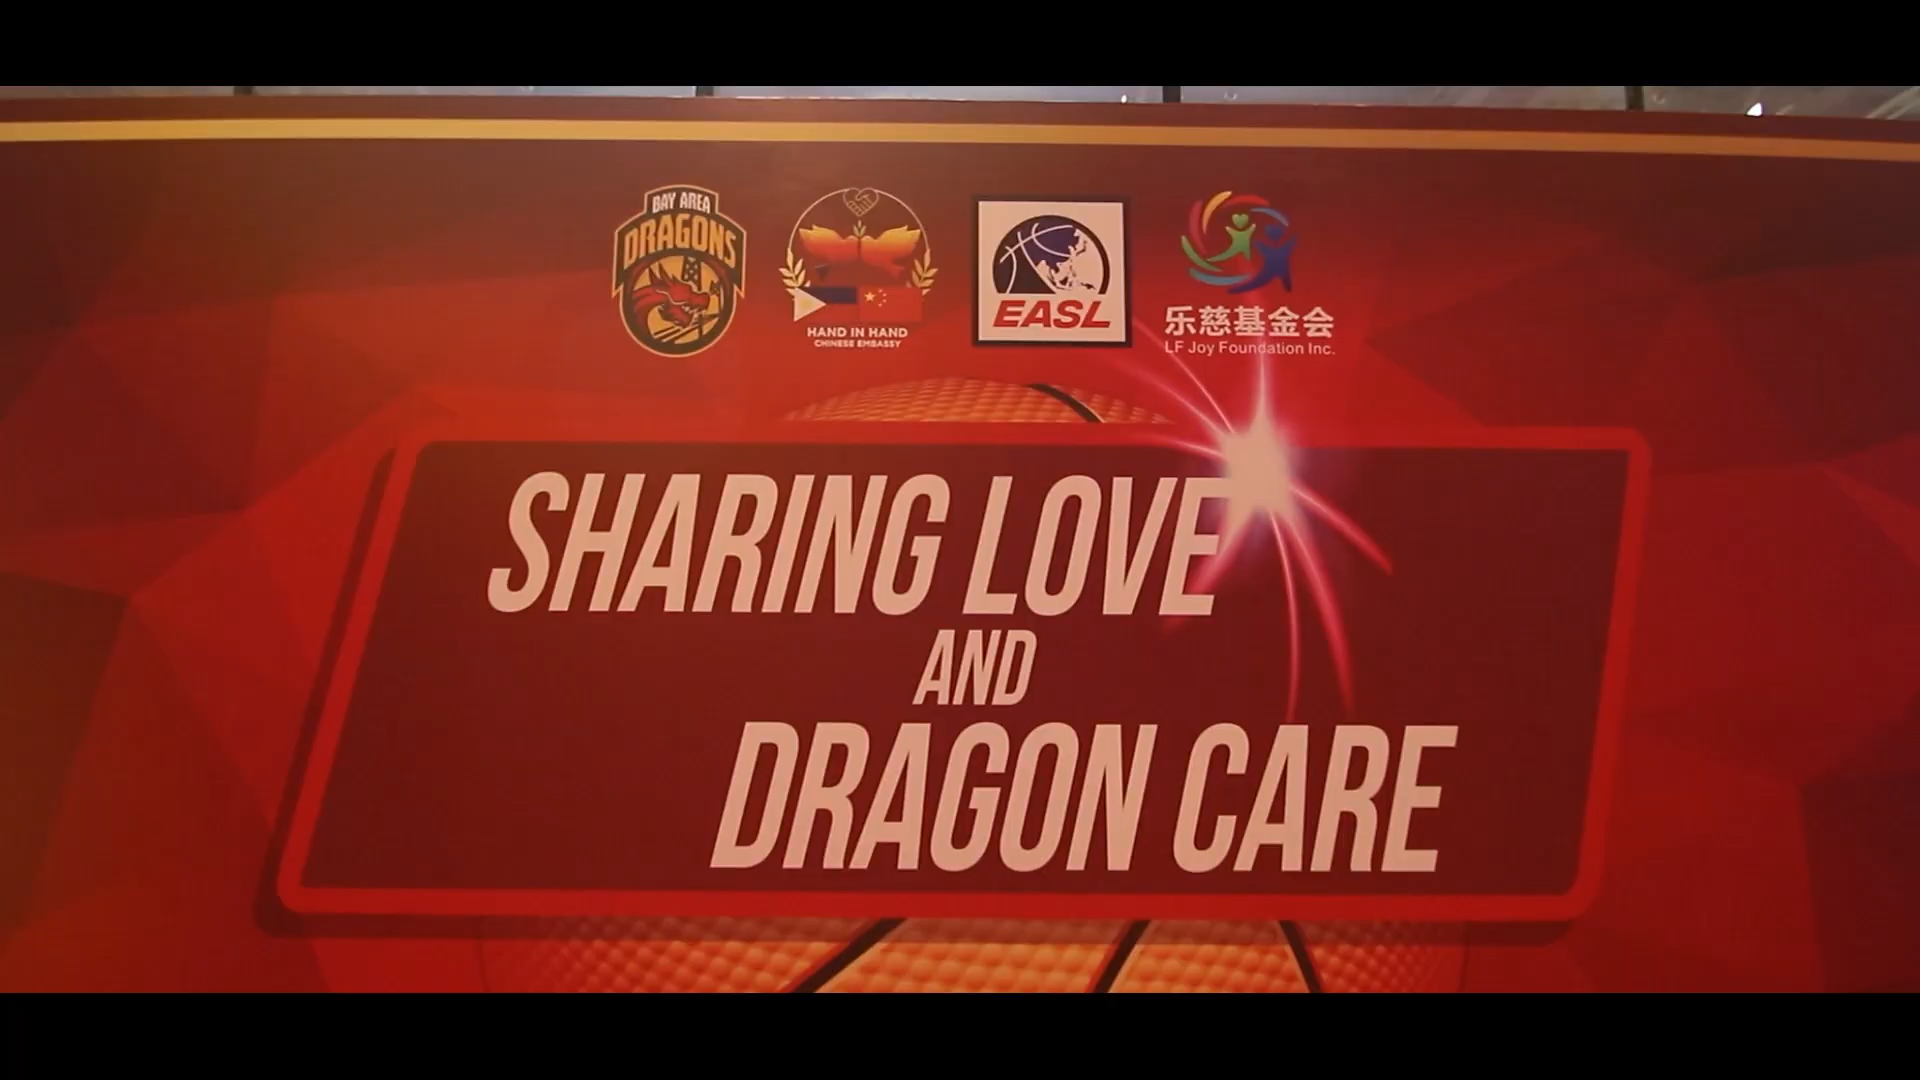 BAY AREA
DRAGONS
HAND IN HAND
CHINESE EMBASSY
EASL
乐慈基金会
LF Joy Foundation Inc.
SHARING LOVE
AND
DRAGON CARE